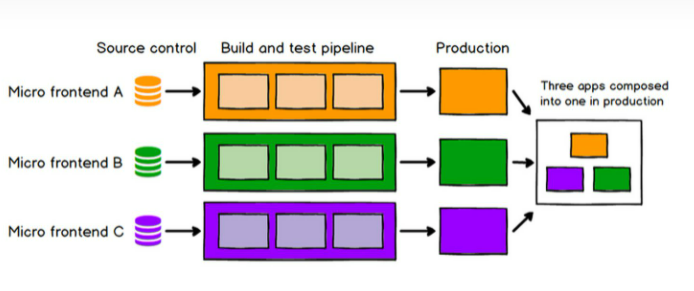 Source control
Build and test pipeline
Production
Micro frontend A
Three apps composed
into one in production
Micro frontend B
Micro frontend C